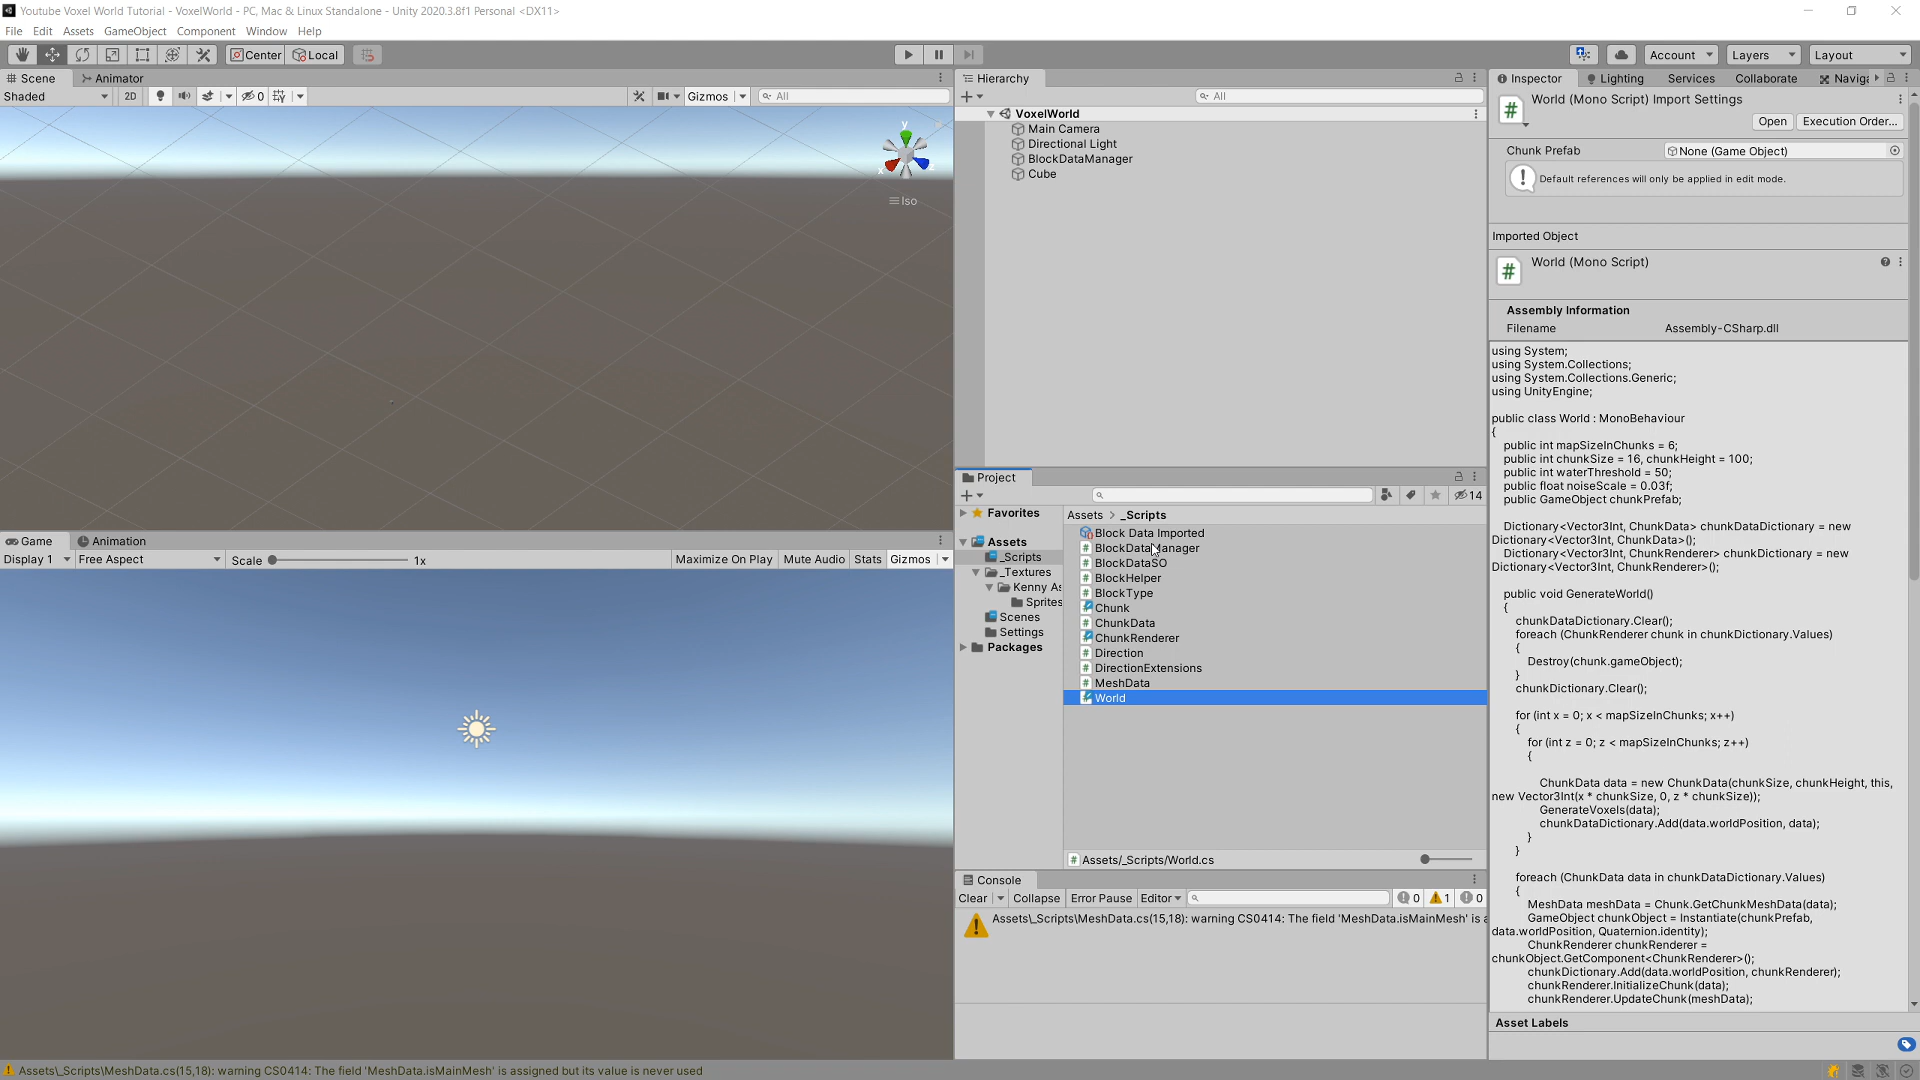 Youtube Voxel World Tutorial - VoxelWorld - PC, Mac & Linux Standalone - Unity 2020.3.8f1 Personal <DX11>
File Edit Assets GameObject Component Window Help
Center Local Account Layers Layout
Scene Animator
Shaded 2D 0 Gizmos All
y
x
Iso
Game Animation
Display 1 Free Aspect Scale 1x Maximize On Play Mute Audio Stats Gizmos
Hierarchy
All
VoxelWorld
Main Camera
Directional Light
BlockDataManager
Cube
Project
14
Favorites
Assets
_Scripts
_Textures
Kenny As
Sprites
Scenes
Settings
Packages
Assets > _Scripts
Block Data Imported
BlockDataManager
BlockDataSO
BlockHelper
BlockType
Chunk
ChunkData
ChunkRenderer
Direction
DirectionExtensions
MeshData
World
Assets/_Scripts/World.cs
Console
Clear Collapse Error Pause Editor 0 1 0
Assets\_Scripts\MeshData.cs(15,18): warning CS0414: The field 'MeshData.isMainMesh' is a
Inspector Lighting Services Collaborate Naviga
World (Mono Script) Import Settings
Open Execution Order...
Chunk Prefab None (Game Object)
Default references will only be applied in edit mode.
Imported Object
World (Mono Script)
Assembly Information
Filename Assembly-CSharp.dll
using System;
using System.Collections;
using System.Collections.Generic;
using UnityEngine;
public class World : MonoBehaviour
{
public int mapSizeInChunks = 6;
public int chunkSize = 16, chunkHeight = 100;
public int waterThreshold = 50;
public float noiseScale = 0.03f;
public GameObject chunkPrefab;
Dictionary<Vector3Int, ChunkData> chunkDataDictionary = new
Dictionary<Vector3Int, ChunkData>();
Dictionary<Vector3Int, ChunkRenderer> chunkDictionary = new
Dictionary<Vector3Int, ChunkRenderer>();
public void GenerateWorld()
{
chunkDataDictionary.Clear();
foreach (ChunkRenderer chunk in chunkDictionary.Values)
{
Destroy(chunk.gameObject);
}
chunkDictionary.Clear();
for (int x = 0; x < mapSizeInChunks; x++)
{
for (int z = 0; z < mapSizeInChunks; z++)
{
ChunkData data = new ChunkData(chunkSize, chunkHeight, this,
new Vector3Int(x * chunkSize, 0, z * chunkSize));
GenerateVoxels(data);
chunkDataDictionary.Add(data.worldPosition, data);
}
}
foreach (ChunkData data in chunkDataDictionary.Values)
{
MeshData meshData = Chunk.GetChunkMeshData(data);
GameObject chunkObject = Instantiate(chunkPrefab,
data.worldPosition, Quaternion.identity);
ChunkRenderer chunkRenderer =
chunkObject.GetComponent<ChunkRenderer>();
chunkDictionary.Add(data.worldPosition, chunkRenderer);
chunkRenderer.InitializeChunk(data);
chunkRenderer.UpdateChunk(meshData);
Asset Labels
Assets\_Scripts\MeshData.cs(15,18): warning CS0414: The field 'MeshData.isMainMesh' is assigned but its value is never used